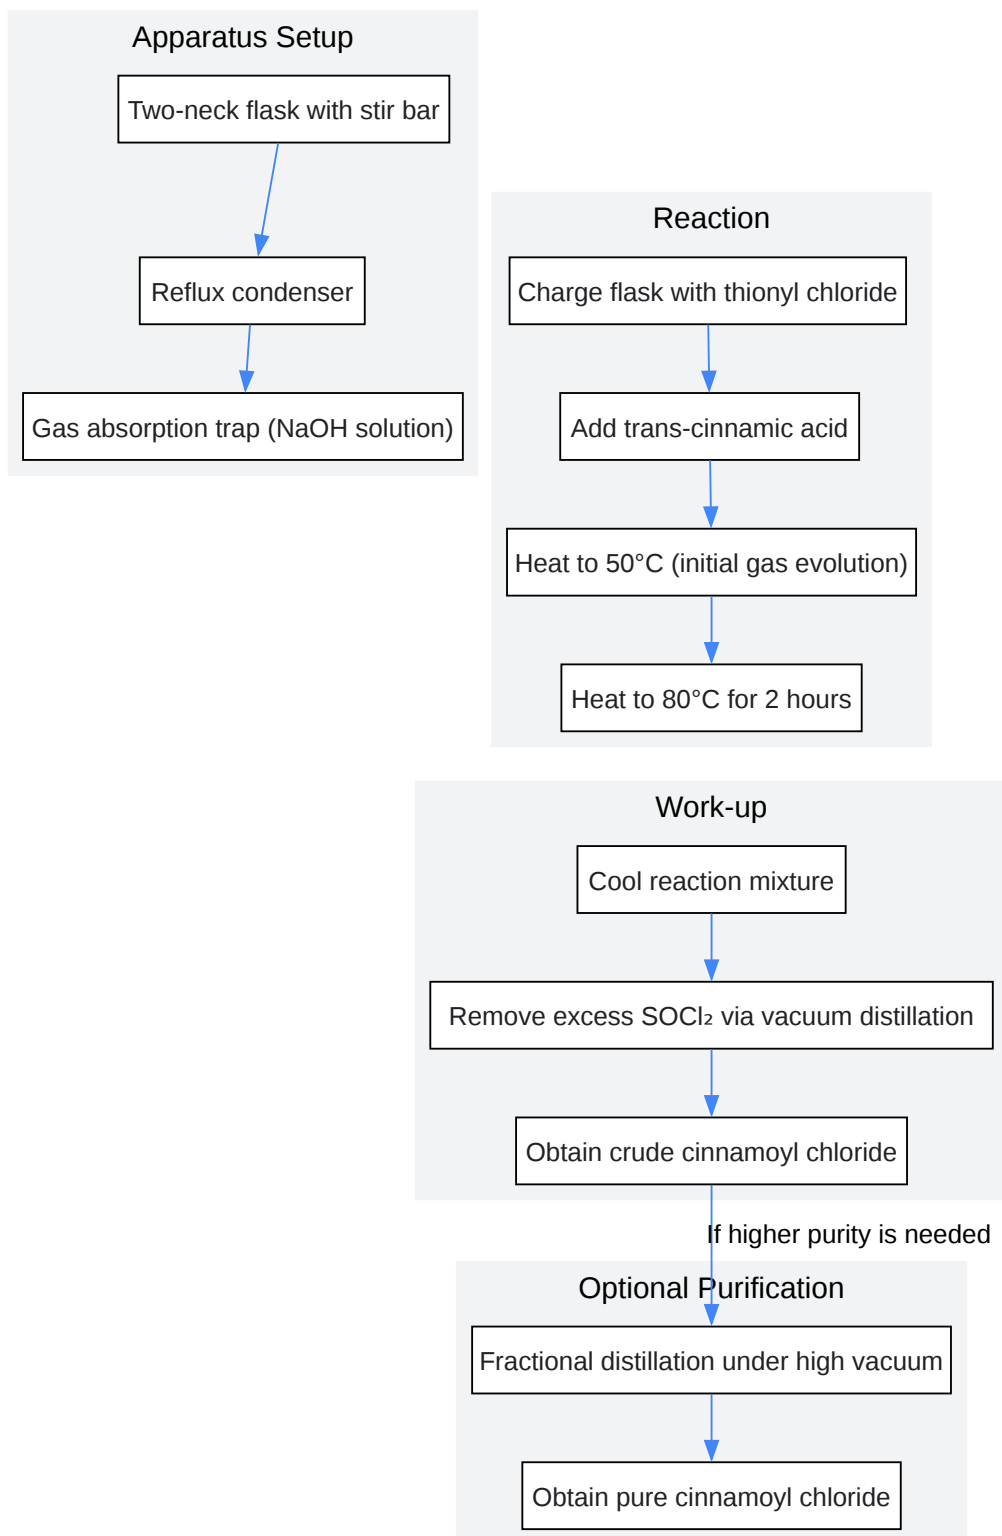 Apparatus Setup
Two-neck flask with stir bar
Reflux condenser
Gas absorption trap (NaOH solution)
Reaction
Charge flask with thionyl chloride
Add trans-cinnamic acid
Heat to 50°C (initial gas evolution)
Heat to 80°C for 2 hours
Work-up
Cool reaction mixture
Remove excess SOCl₂ via vacuum distillation
Obtain crude cinnamoyl chloride
If higher purity is needed
Optional Purification
Fractional distillation under high vacuum
Obtain pure cinnamoyl chloride